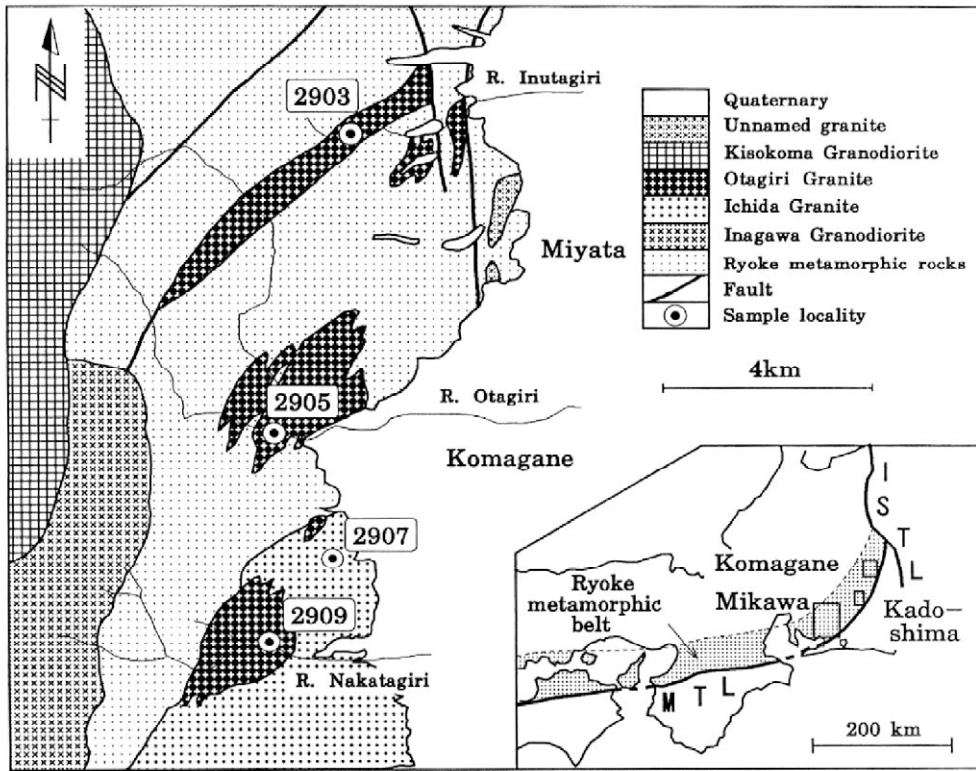 N
2903
R. Inutagiri
Miyata
2905
R. Otagiri
Komagane
2907
2909
R. Nakatagiri
Quaternary
Unnamed granite
Kisokoma Granodiorite
Otagiri Granite
Ichida Granite
Inagawa Granodiorite
Ryoke metamorphic rocks
Fault
Sample locality
4km
I
S
T
L
Komagane
Ryoke
metamorphic
belt
Mikawa
Kado-
shima
M T L
200 km